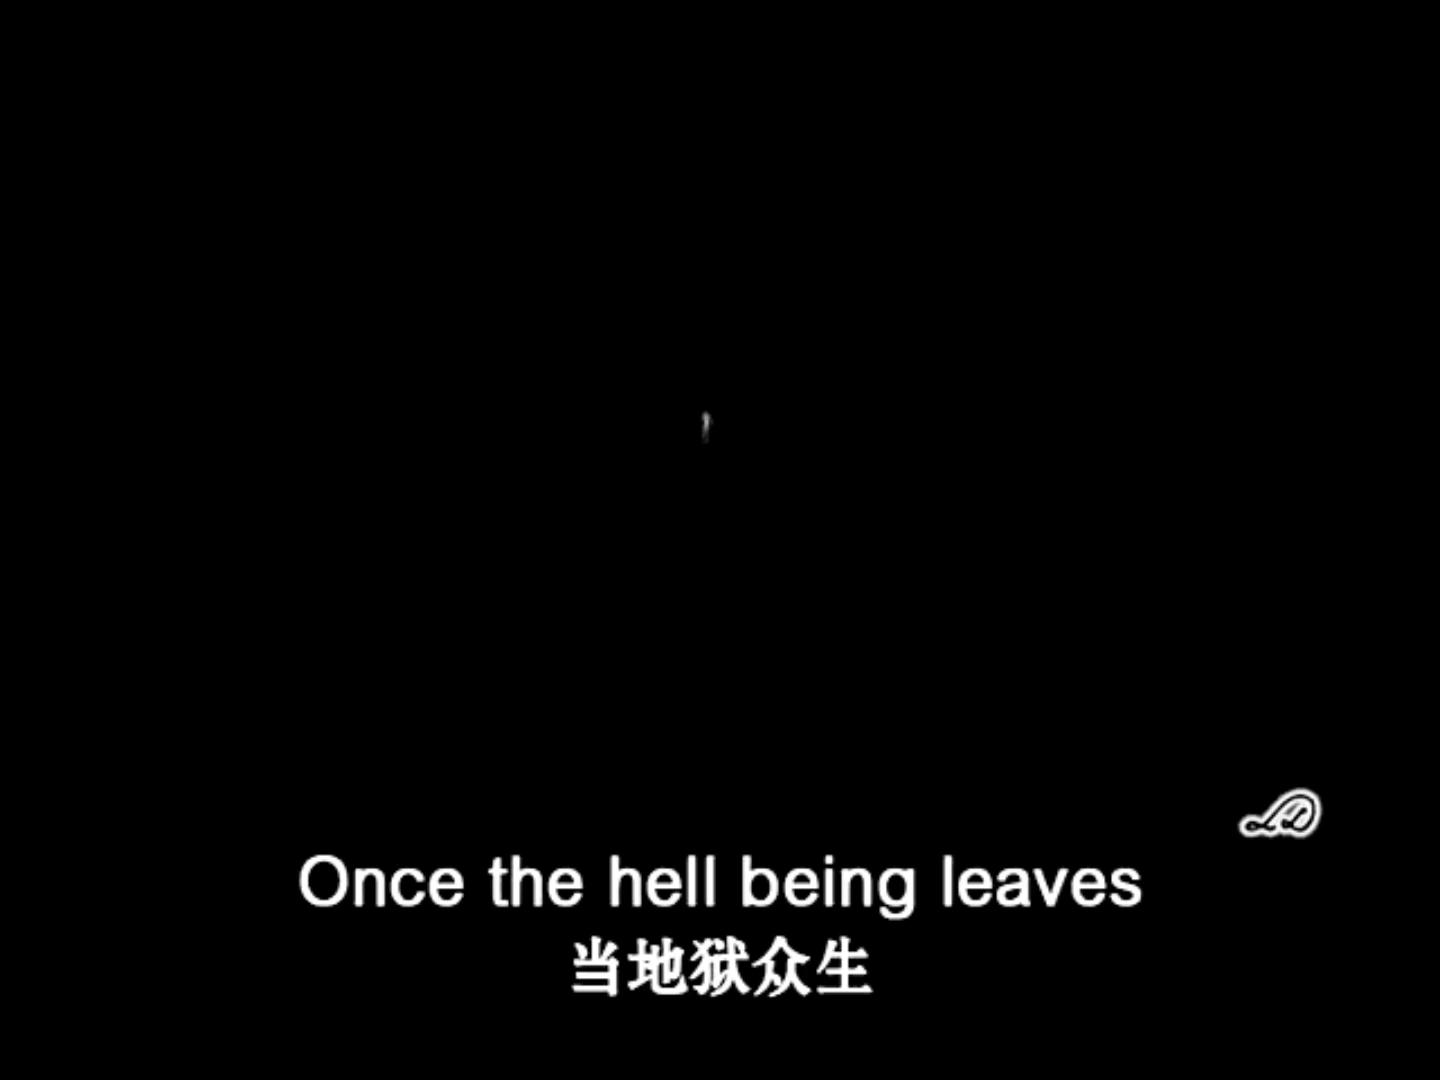 Once the hell being leaves
当地狱众生